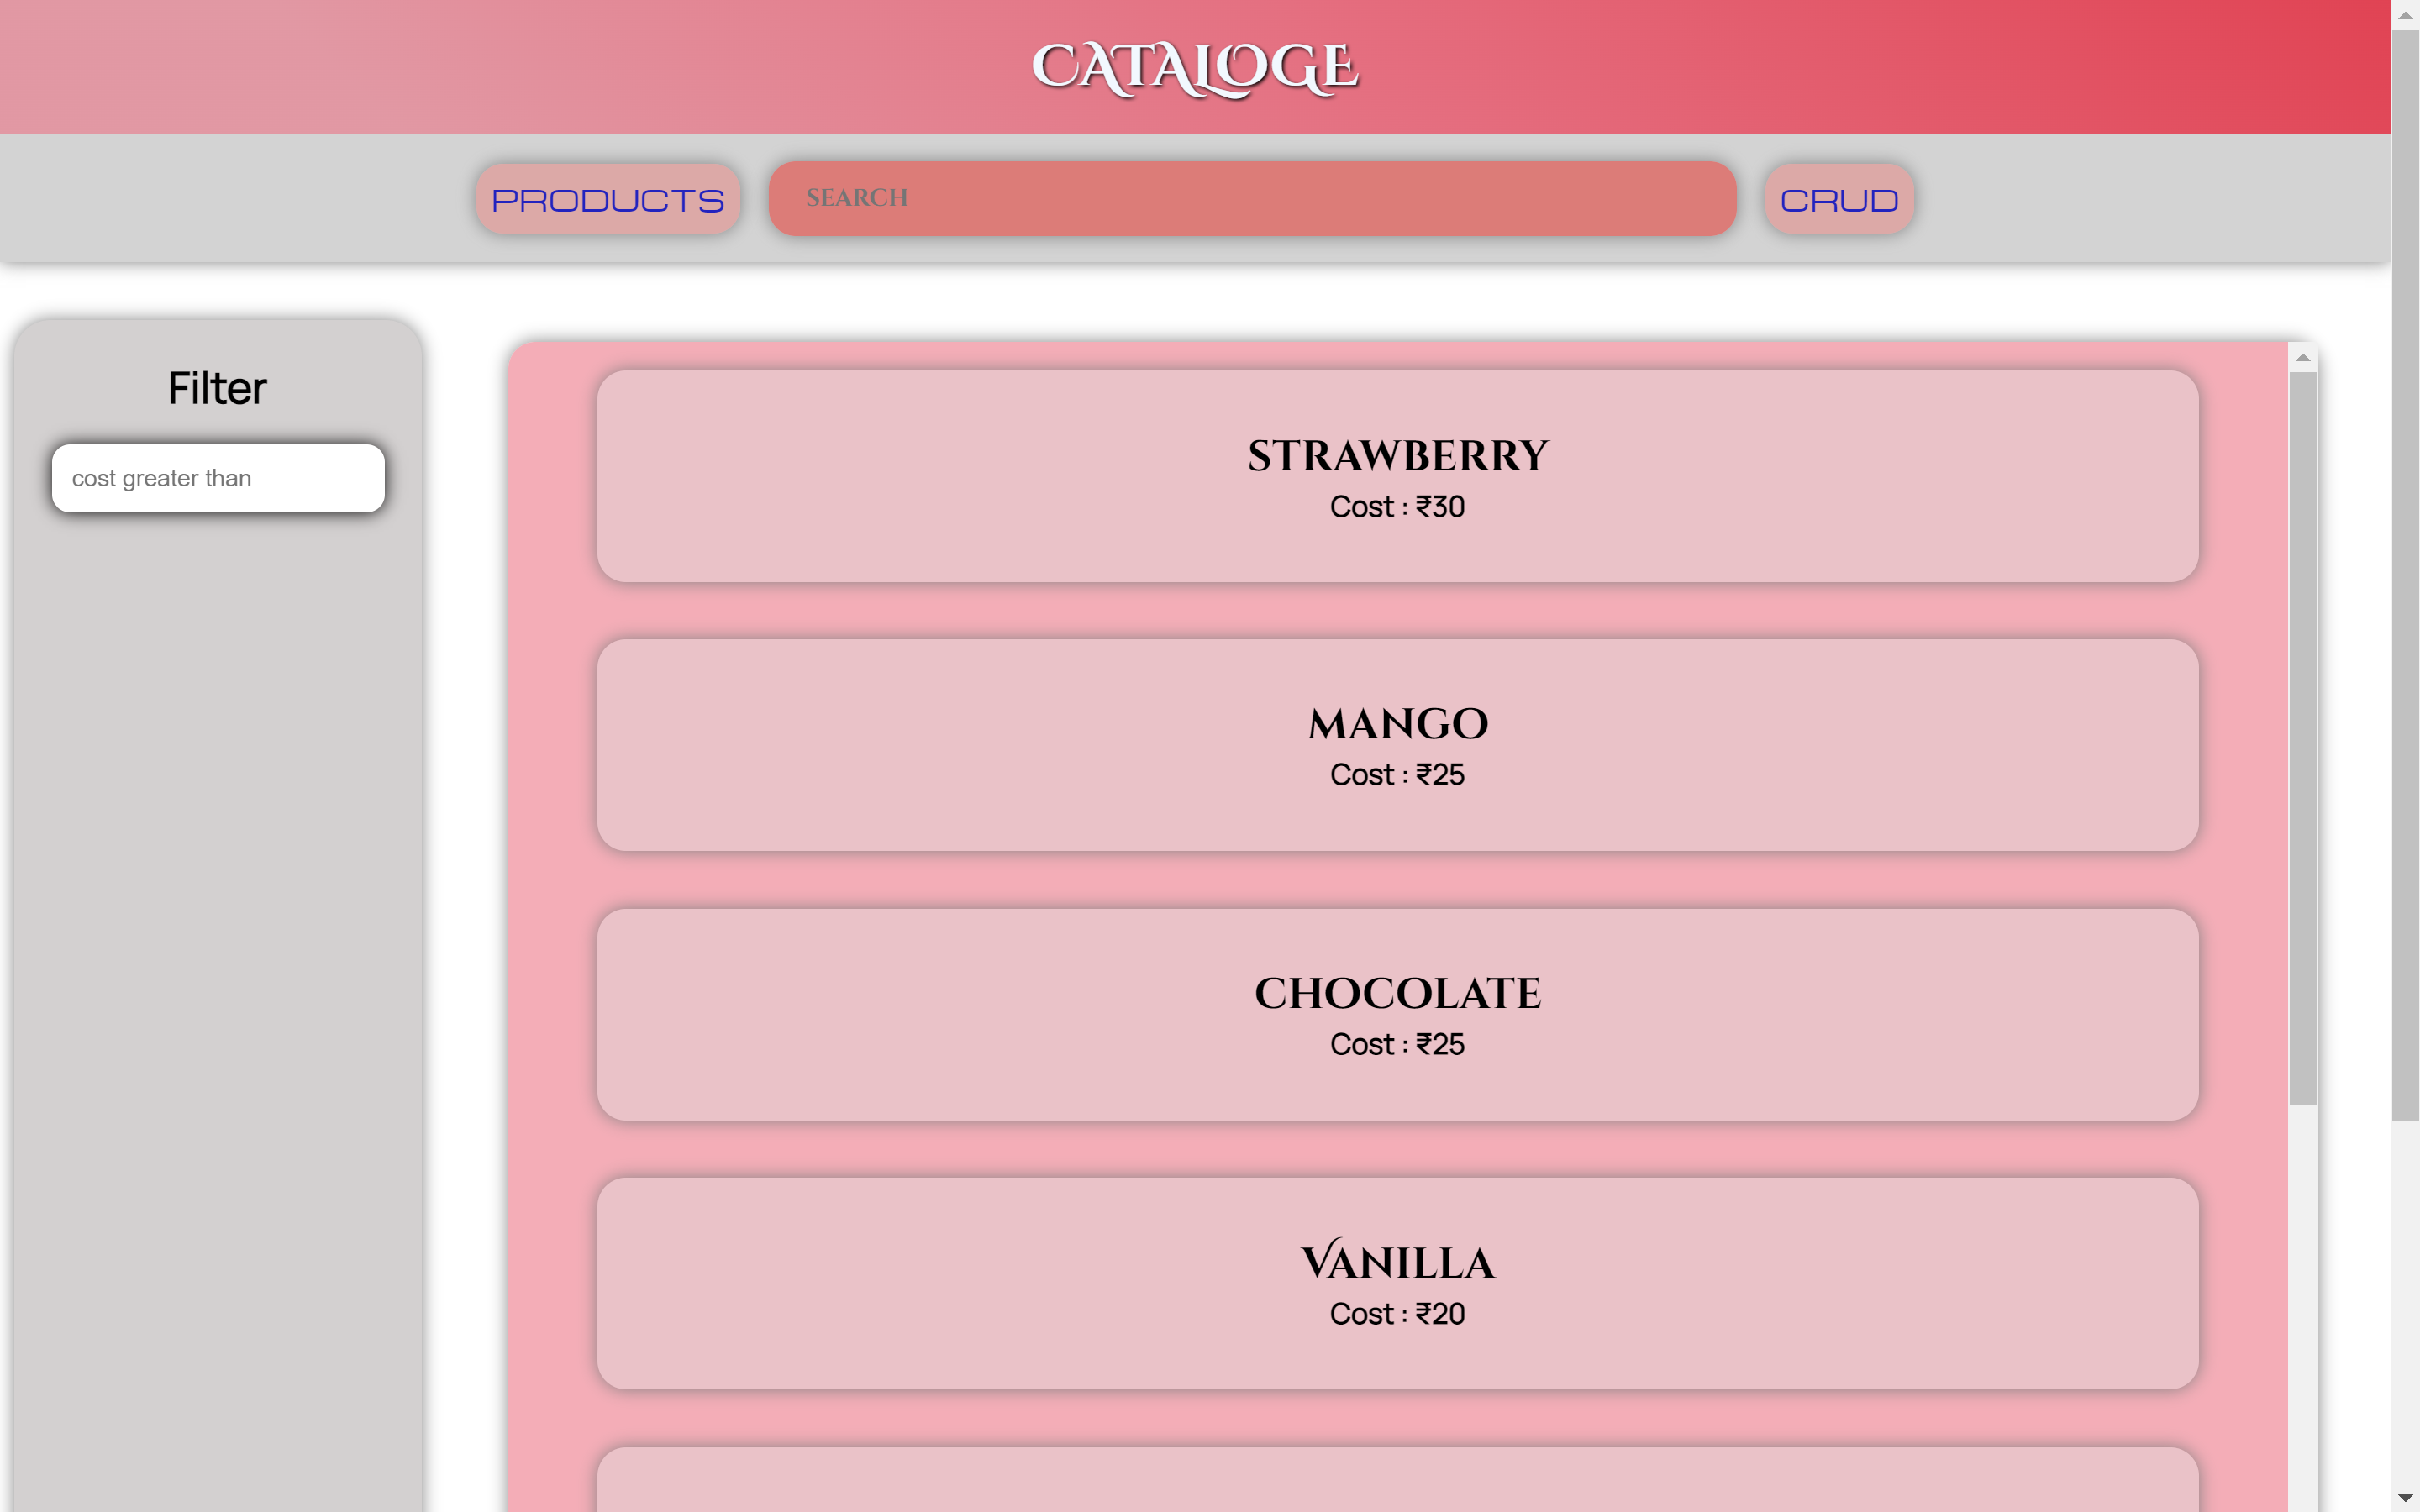 CATALOGE
PRODUCTS
SEARCH
CRUD
Filter
cost greater than
STRAWBERRY
Cost : ₹30
MANGO
Cost : ₹25
CHOCOLATE
Cost : ₹25
VANILLA
Cost : ₹20